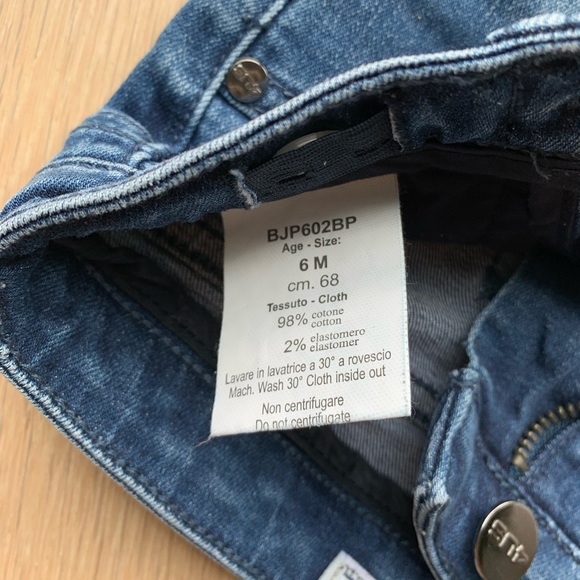 BJP602BP
Age - Size:
6 M
cm. 68
Tessuto - Cloth
98% cotone
cotton
2% elastomero
elastomer
Lavare in lavatrice a 30° a rovescio
Mach. Wash 30° Cloth inside out
Non centrifugare
Do not centrifugate